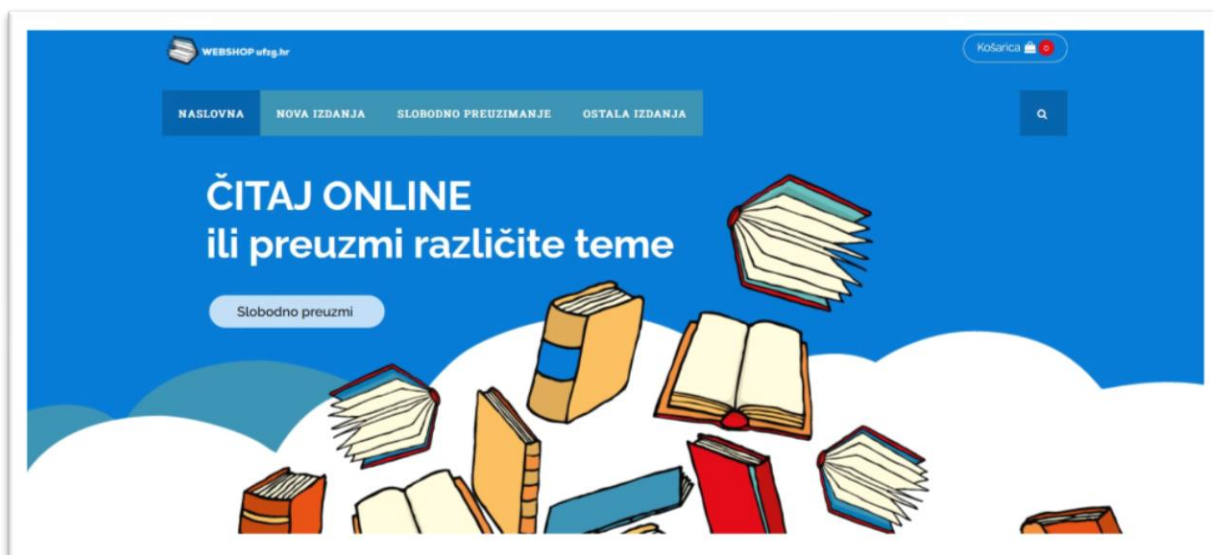 WEBSHOP ufzg.hr
Košarica 0
NASLOVNA NOVA IZDANJA SLOBODNO PREUZIMANJE OSTALA IZDANJA
ČITAJ ONLINE
ili preuzmi različite teme
Slobodno preuzmi